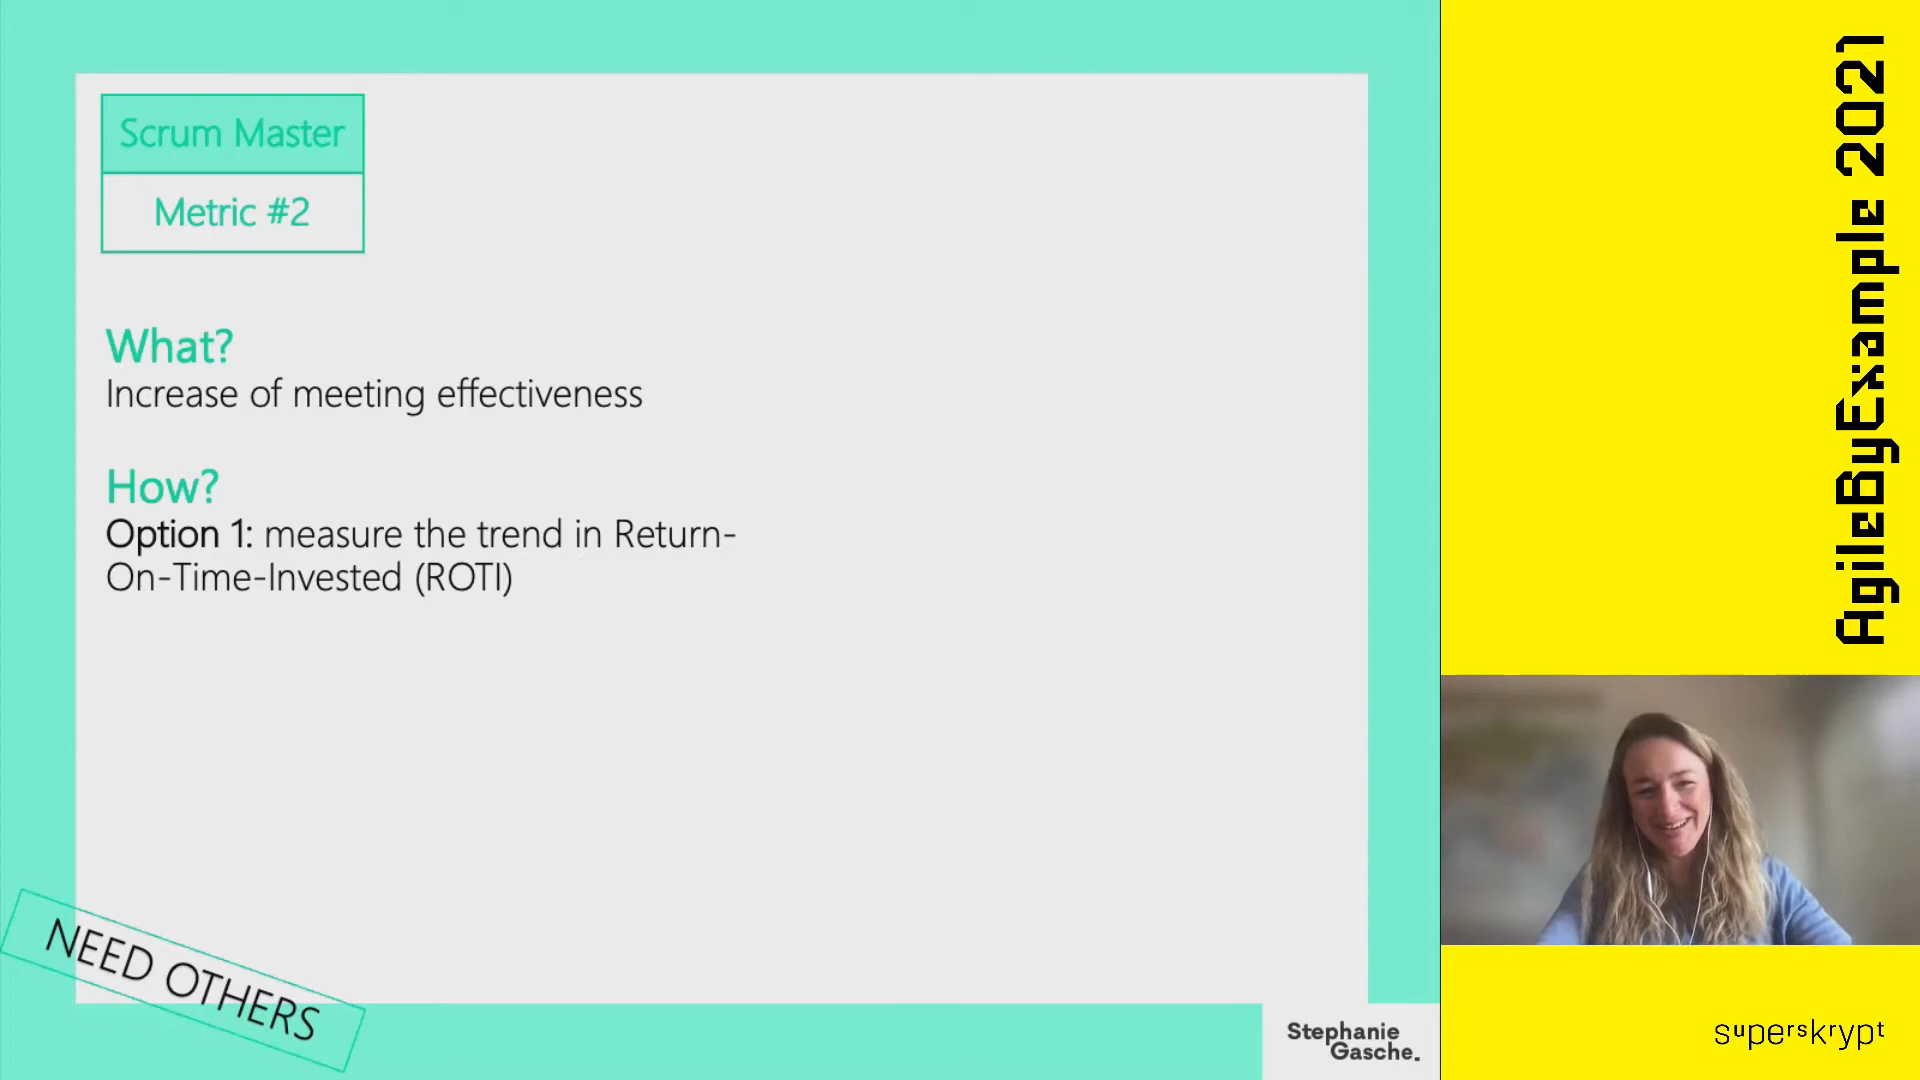 Scrum Master
Metric #2
What?
Increase of meeting effectiveness
How?
Option 1: measure the trend in Return-
On-Time-Invested (ROTI)
NEED OTHERS
Stephanie
Gasche.
AgileByExample 2021
superskrypt